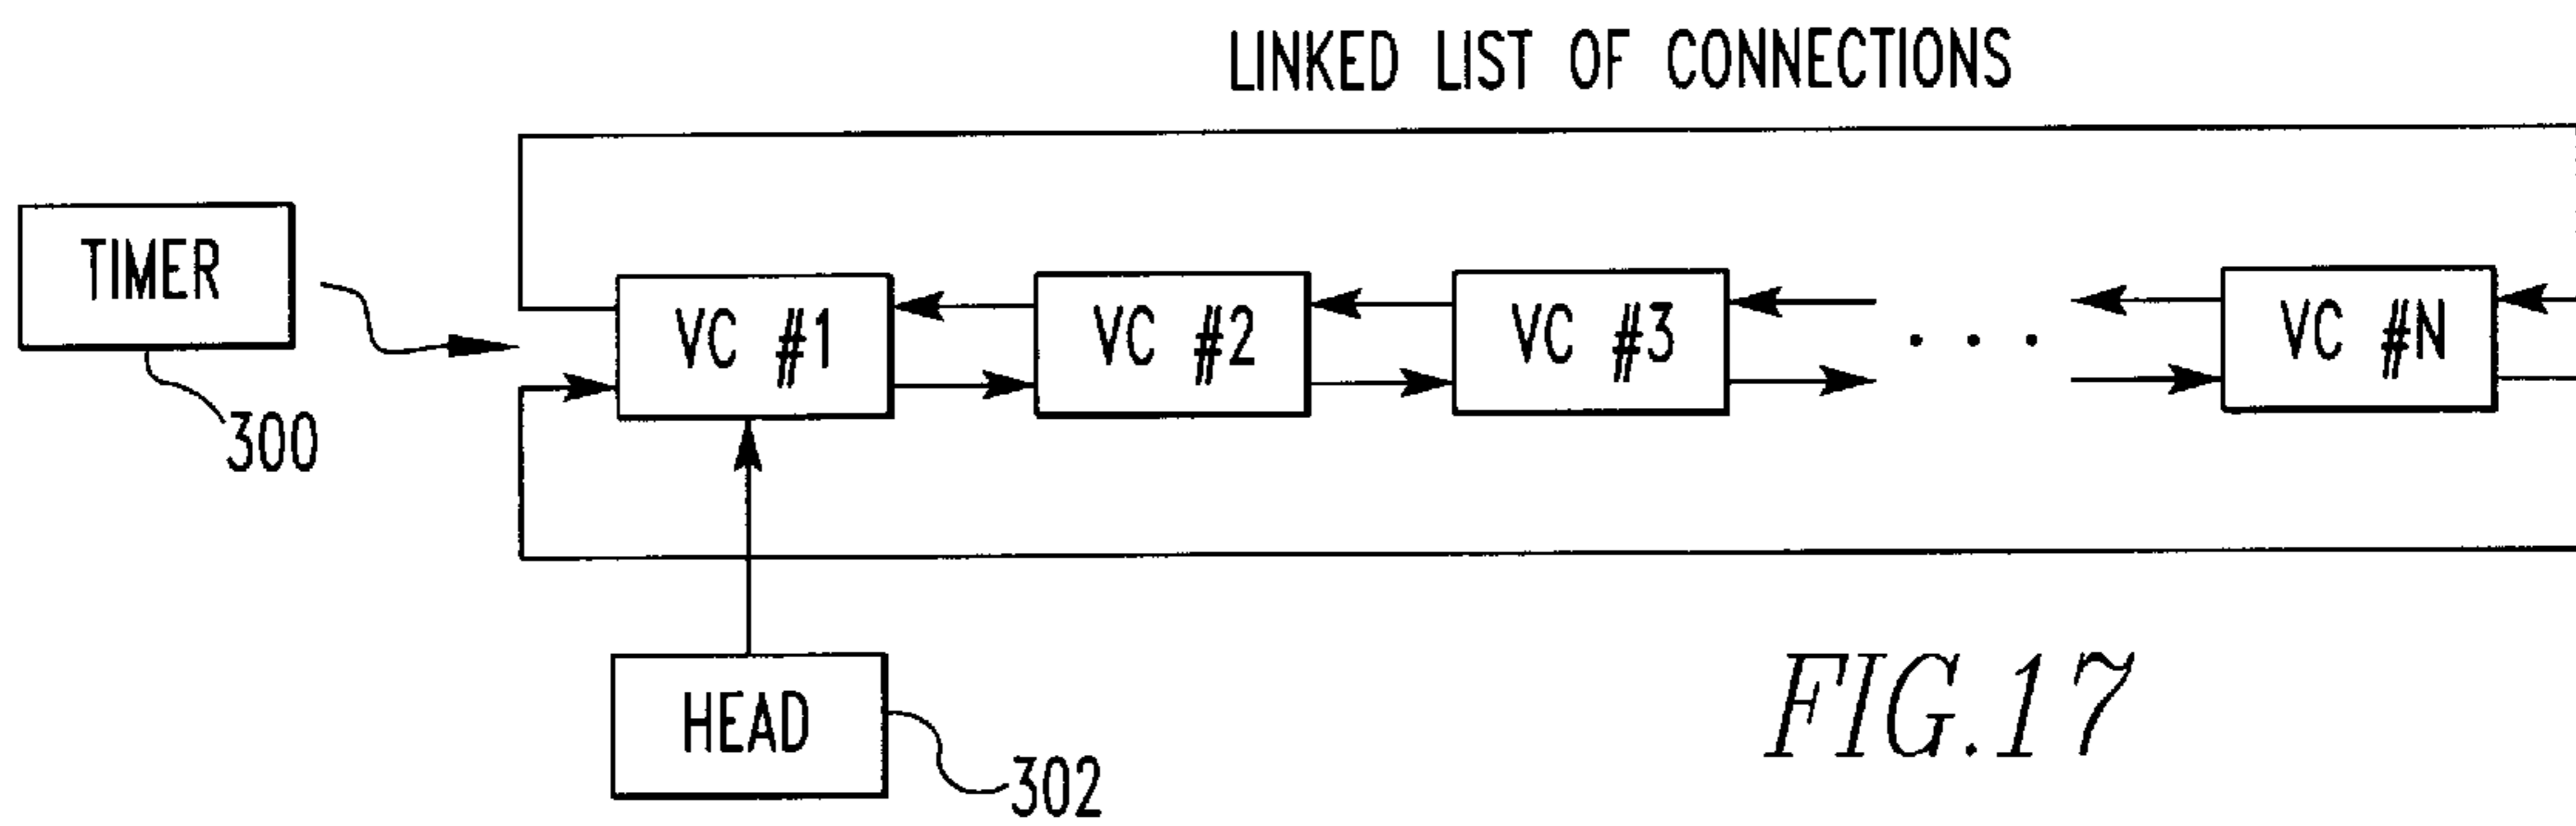 LINKED LIST OF CONNECTIONS
TIMER
300
VC #1
VC #2
VC #3
. . .
VC #N
HEAD
302
FIG.17